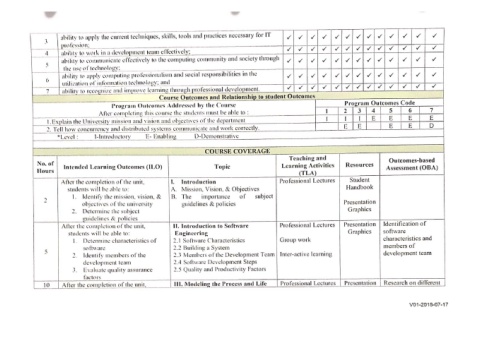 3 ability to apply the current techniques, skills, tools and practices necessary for IT profession; ✓ ✓ ✓ ✓ ✓ ✓ ✓ ✓ ✓ ✓ ✓ ✓
4 ability to work in a development team effectively; ✓ ✓ ✓ ✓ ✓ ✓ ✓ ✓ ✓ ✓ ✓ ✓
5 ability to communicate effectively to the computing community and society through the use of technology; ✓ ✓ ✓ ✓ ✓ ✓ ✓ ✓ ✓ ✓ ✓ ✓
6 ability to apply computing professionalism and social responsibilities in the utilization of information technology; and ✓ ✓ ✓ ✓ ✓ ✓ ✓ ✓ ✓ ✓ ✓ ✓
7 ability to recognize and improve learning through professional development. ✓ ✓ ✓ ✓ ✓ ✓ ✓ ✓ ✓ ✓ ✓ ✓
Course Outcomes and Relationship to student Outcomes
Program Outcomes Addressed by the Course
Program Outcomes Code
After completing this course the students must be able to : 1 2 3 4 5 6 7
1. Explain the University mission and vision and objectives of the department I I I E E E E
2. Tell how concurrency and distributed systems communicate and work correctly. E E E E D
*Level : I-Introductory E- Enabling D-Demonstrative
COURSE COVERAGE
No. of Hours
Intended Learning Outcomes (ILO)
Topic
Teaching and Learning Activities (TLA)
Resources
Outcomes-based Assessment (OBA)
2
After the completion of the unit, students will be able to:
1. Identify the mission, vision, & objectives of the university
2. Determine the subject guidelines & policies
I. Introduction
A. Mission, Vision, & Objectives
B. The importance of subject guidelines & policies
Professional Lectures
Student Handbook
Presentation Graphics
5
After the completion of the unit, students will be able to:
1. Determine characteristics of software
2. Identify members of the development team
3. Evaluate quality assurance factors
II. Introduction to Software Engineering
2.1 Software Characteristics
2.2 Building a System
2.3 Members of the Development Team
2.4 Software Development Steps
2.5 Quality and Productivity Factors
Professional Lectures
Group work
Inter-active learning
Presentation Graphics
Identification of software characteristics and members of development team
10 After the completion of the unit, III. Modeling the Process and Life Professional Lectures Presentation Research on different
V01-2019-07-17